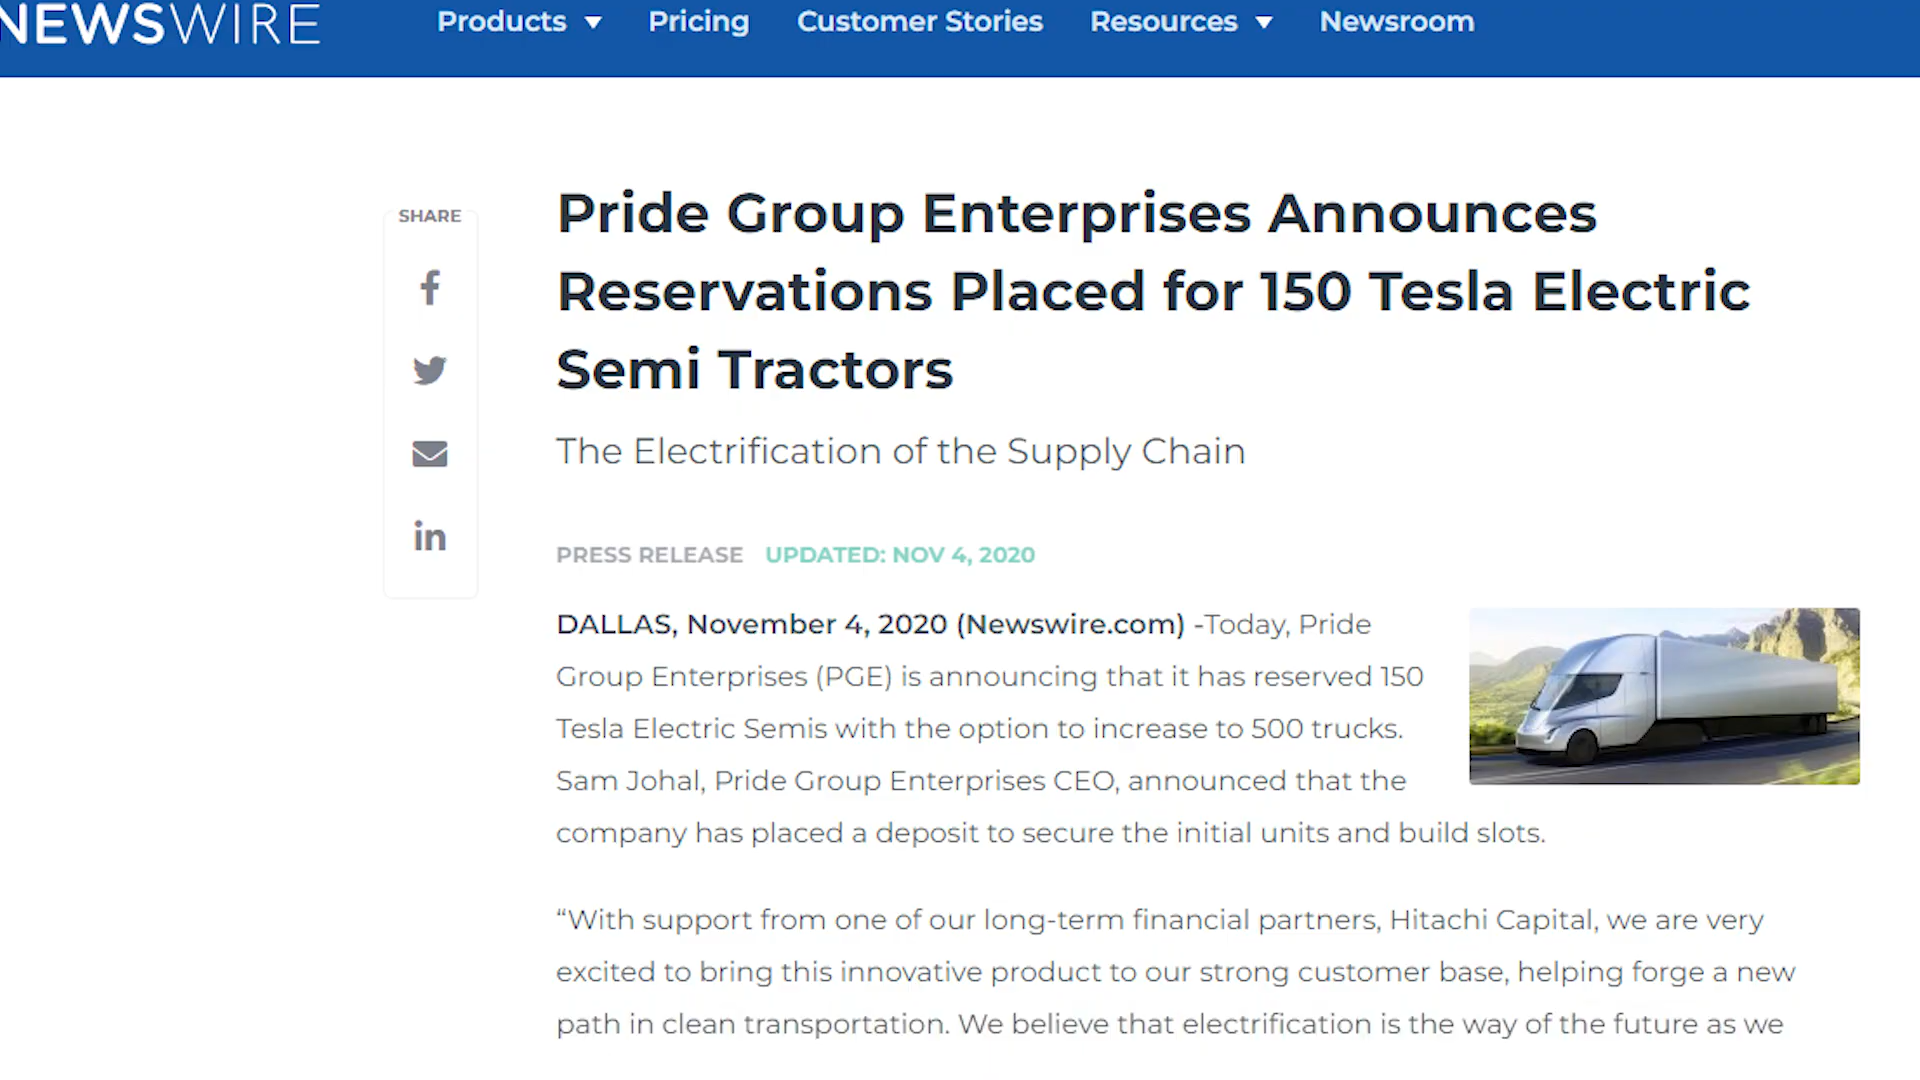 NEWSWIRE Products Pricing Customer Stories Resources Newsroom
SHARE
Pride Group Enterprises Announces
Reservations Placed for 150 Tesla Electric
Semi Tractors
The Electrification of the Supply Chain
PRESS RELEASE UPDATED: NOV 4, 2020
DALLAS, November 4, 2020 (Newswire.com) -Today, Pride
Group Enterprises (PGE) is announcing that it has reserved 150
Tesla Electric Semis with the option to increase to 500 trucks.
Sam Johal, Pride Group Enterprises CEO, announced that the
company has placed a deposit to secure the initial units and build slots.
“With support from one of our long-term financial partners, Hitachi Capital, we are very
excited to bring this innovative product to our strong customer base, helping forge a new
path in clean transportation. We believe that electrification is the way of the future as we